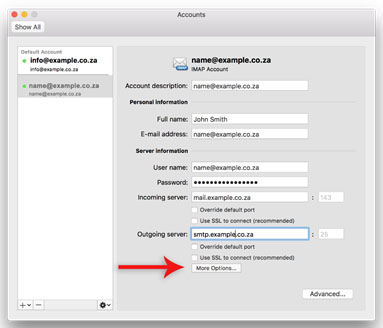 Accounts
Show All
Default Account
info@example.co.za
info@example.co.za
name@example.co.za
name@example.co.za
name@example.co.za
IMAP Account
Account description: name@example.co.za
Personal information
Full name: John Smith
E-mail address: name@example.co.za
Server information
User name: name@example.co.za
Password: ••••••••••••••••
Incoming server: mail.example.co.za : 143
Override default port
Use SSL to connect (recommended)
Outgoing server: smtp.example.co.za : 25
Override default port
Use SSL to connect (recommended)
More Options...
Advanced...